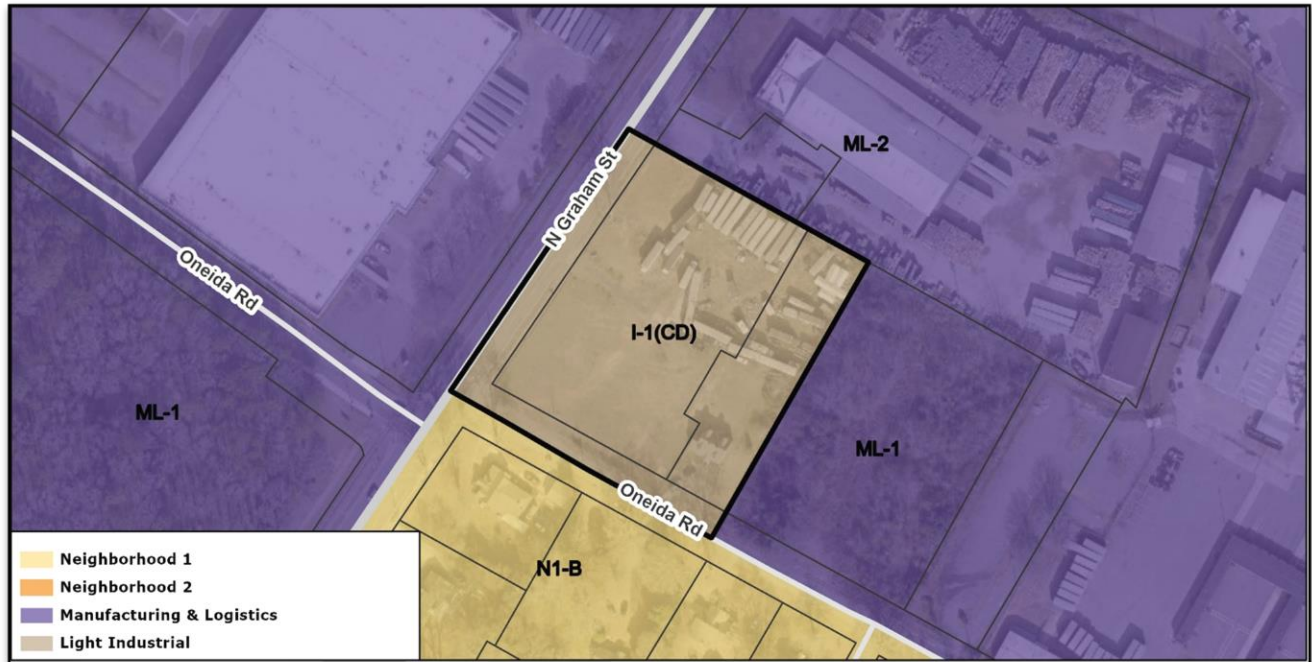 ML-2
N Graham St
Oneida Rd
I-1(CD)
ML-1
ML-1
Oneida Rd
N1-B
Neighborhood 1
Neighborhood 2
Manufacturing & Logistics
Light Industrial